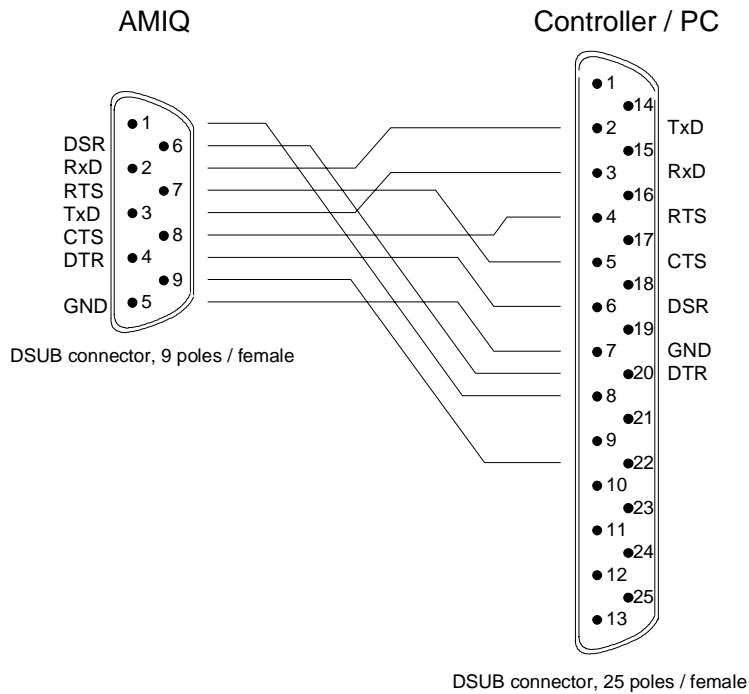 AMIQ
Controller / PC
1
DSR 6
RxD 2
RTS 7
TxD 3
CTS 8
DTR 4
9
GND 5
DSUB connector, 9 poles / female
1
14
2 TxD
15
3 RxD
16
4 RTS
17
5 CTS
18
6 DSR
19
7 GND
20 DTR
8
21
9
22
10
23
11
24
12
25
13
DSUB connector, 25 poles / female